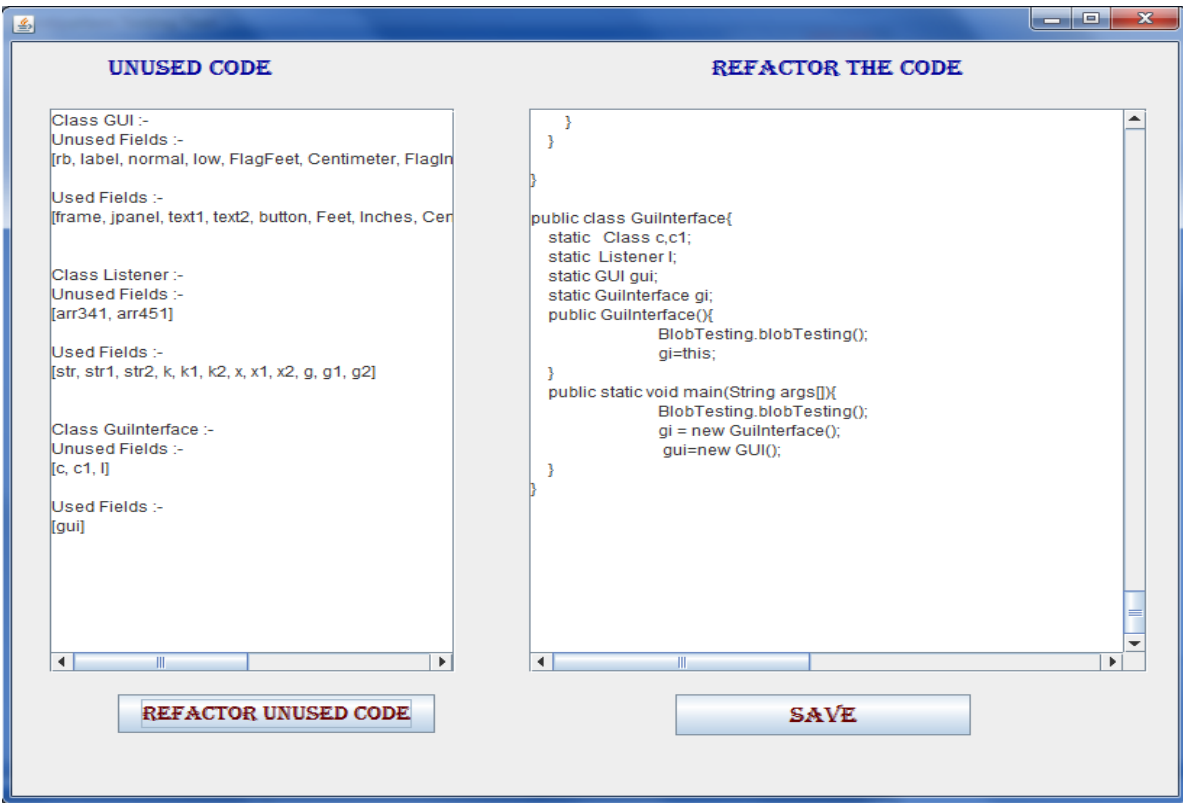 UNUSED CODE
Class GUI :-
Unused Fields :-
[rb, label, normal, low, FlagFeet, Centimeter, FlagIn
Used Fields :-
[frame, jpanel, text1, text2, button, Feet, Inches, Cer
Class Listener :-
Unused Fields :-
[arr341, arr451]
Used Fields :-
[str, str1, str2, k, k1, k2, x, x1, x2, g, g1, g2]
Class GuiInterface :-
Unused Fields :-
[c, c1, l]
Used Fields :-
[gui]
REFACTOR UNUSED CODE
REFACTOR THE CODE
}
}
}
public class GuiInterface{
static   Class c,c1;
static  Listener l;
static GUI gui;
static GuiInterface gi;
public GuiInterface(){
BlobTesting.blobTesting();
gi=this;
}
public static void main(String args[]){
BlobTesting.blobTesting();
gi = new GuiInterface();
gui=new GUI();
}
}
SAVE